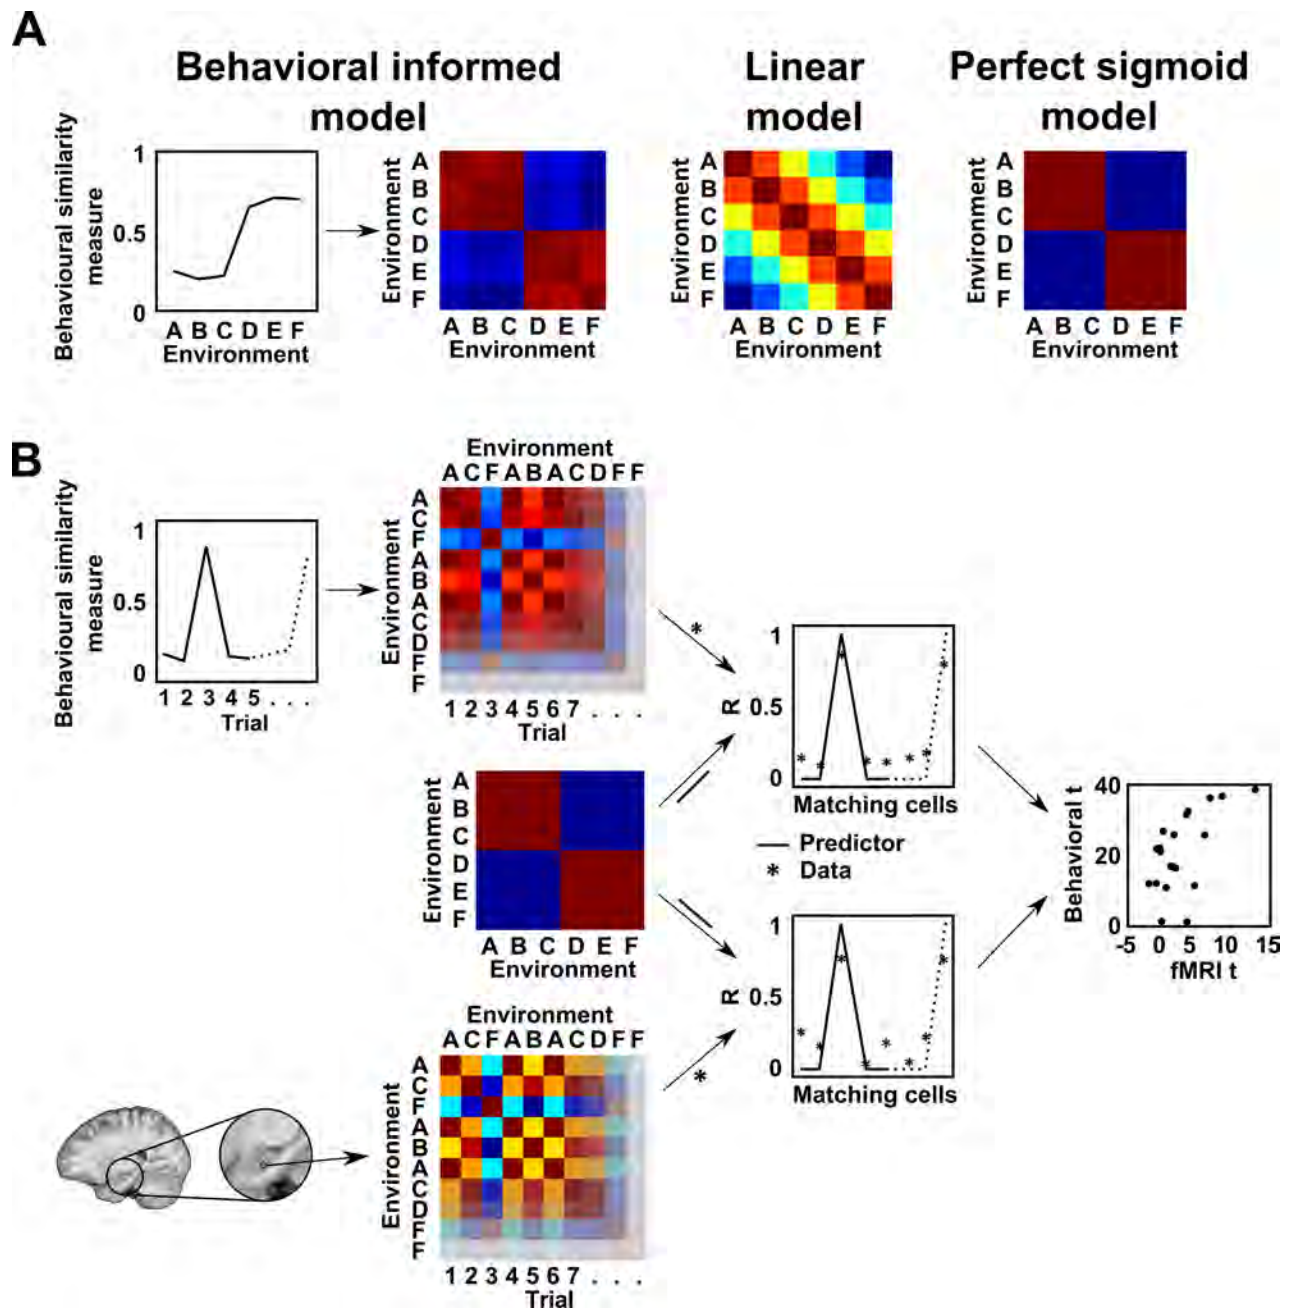 A
Behavioral informed model
Linear model
Perfect sigmoid model
Behavioural similarity measure
1
0.5
0
A B C D E F
Environment
Environment
A
B
C
D
E
F
A B C D E F
Environment
Environment
A
B
C
D
E
F
A B C D E F
Environment
Environment
A
B
C
D
E
F
A B C D E F
Environment
B
Behavioural similarity measure
1
0.5
0
1 2 3 4 5 . . .
Trial
Environment
A C F A B A C D F F
Environment
A
C
F
A
B
A
C
D
F
F
1 2 3 4 5 6 7 . . .
Trial
*
R
1
0.5
0
Matching cells
Environment
A
B
C
D
E
F
A B C D E F
Environment
Predictor
* Data
Behavioral t
40
20
0
-5 0 5 10 15
fMRI t
R
1
0.5
0
Matching cells
*
Environment
A C F A B A C D F F
Environment
A
C
F
A
B
A
C
D
F
F
1 2 3 4 5 6 7 . . .
Trial